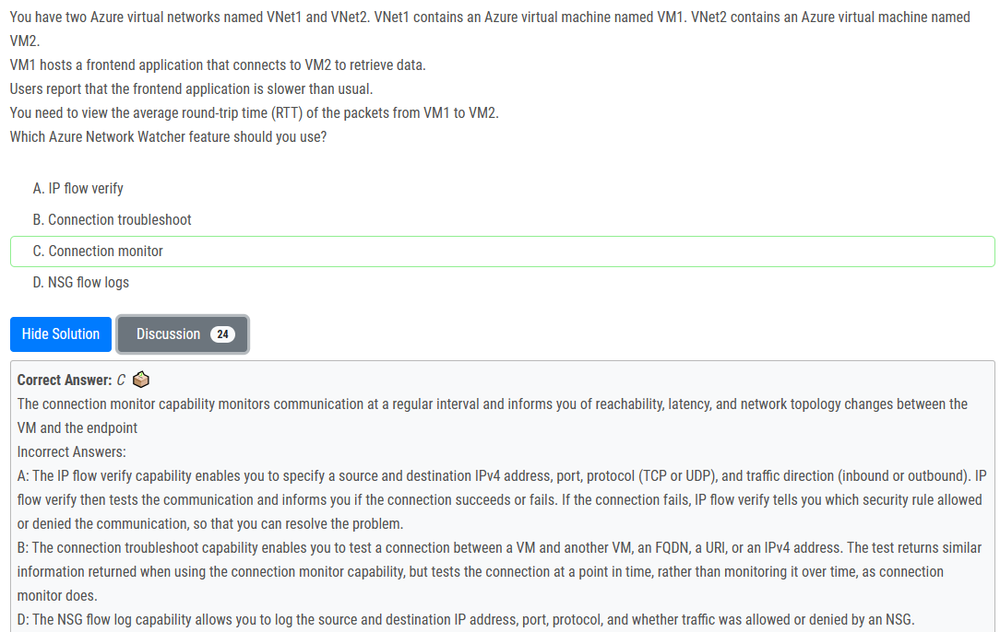 You have two Azure virtual networks named VNet1 and VNet2. VNet1 contains an Azure virtual machine named VM1. VNet2 contains an Azure virtual machine named
VM2.
VM1 hosts a frontend application that connects to VM2 to retrieve data.
Users report that the frontend application is slower than usual.
You need to view the average round-trip time (RTT) of the packets from VM1 to VM2.
Which Azure Network Watcher feature should you use?
A. IP flow verify
B. Connection troubleshoot
C. Connection monitor
D. NSG flow logs
Hide Solution Discussion 24
Correct Answer: C
The connection monitor capability monitors communication at a regular interval and informs you of reachability, latency, and network topology changes between the
VM and the endpoint
Incorrect Answers:
A: The IP flow verify capability enables you to specify a source and destination IPv4 address, port, protocol (TCP or UDP), and traffic direction (inbound or outbound). IP
flow verify then tests the communication and informs you if the connection succeeds or fails. If the connection fails, IP flow verify tells you which security rule allowed
or denied the communication, so that you can resolve the problem.
B: The connection troubleshoot capability enables you to test a connection between a VM and another VM, an FQDN, a URI, or an IPv4 address. The test returns similar
information returned when using the connection monitor capability, but tests the connection at a point in time, rather than monitoring it over time, as connection
monitor does.
D: The NSG flow log capability allows you to log the source and destination IP address, port, protocol, and whether traffic was allowed or denied by an NSG.